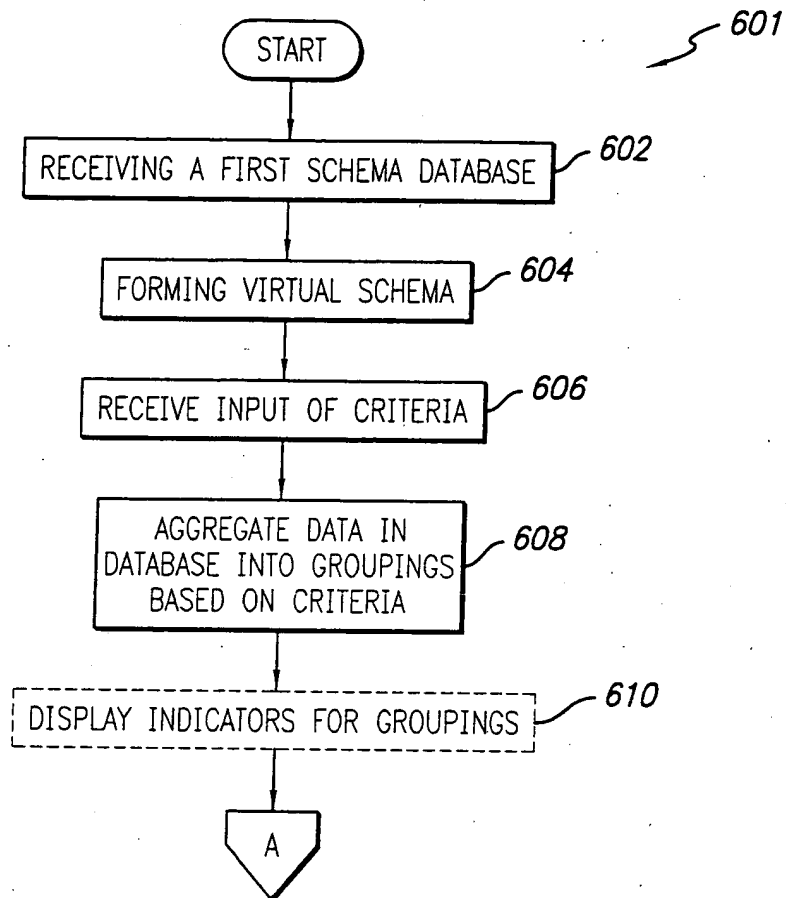 601
START
RECEIVING A FIRST SCHEMA DATABASE
602
FORMING VIRTUAL SCHEMA
604
RECEIVE INPUT OF CRITERIA
606
AGGREGATE DATA IN
DATABASE INTO GROUPINGS
BASED ON CRITERIA
608
DISPLAY INDICATORS FOR GROUPINGS
610
A